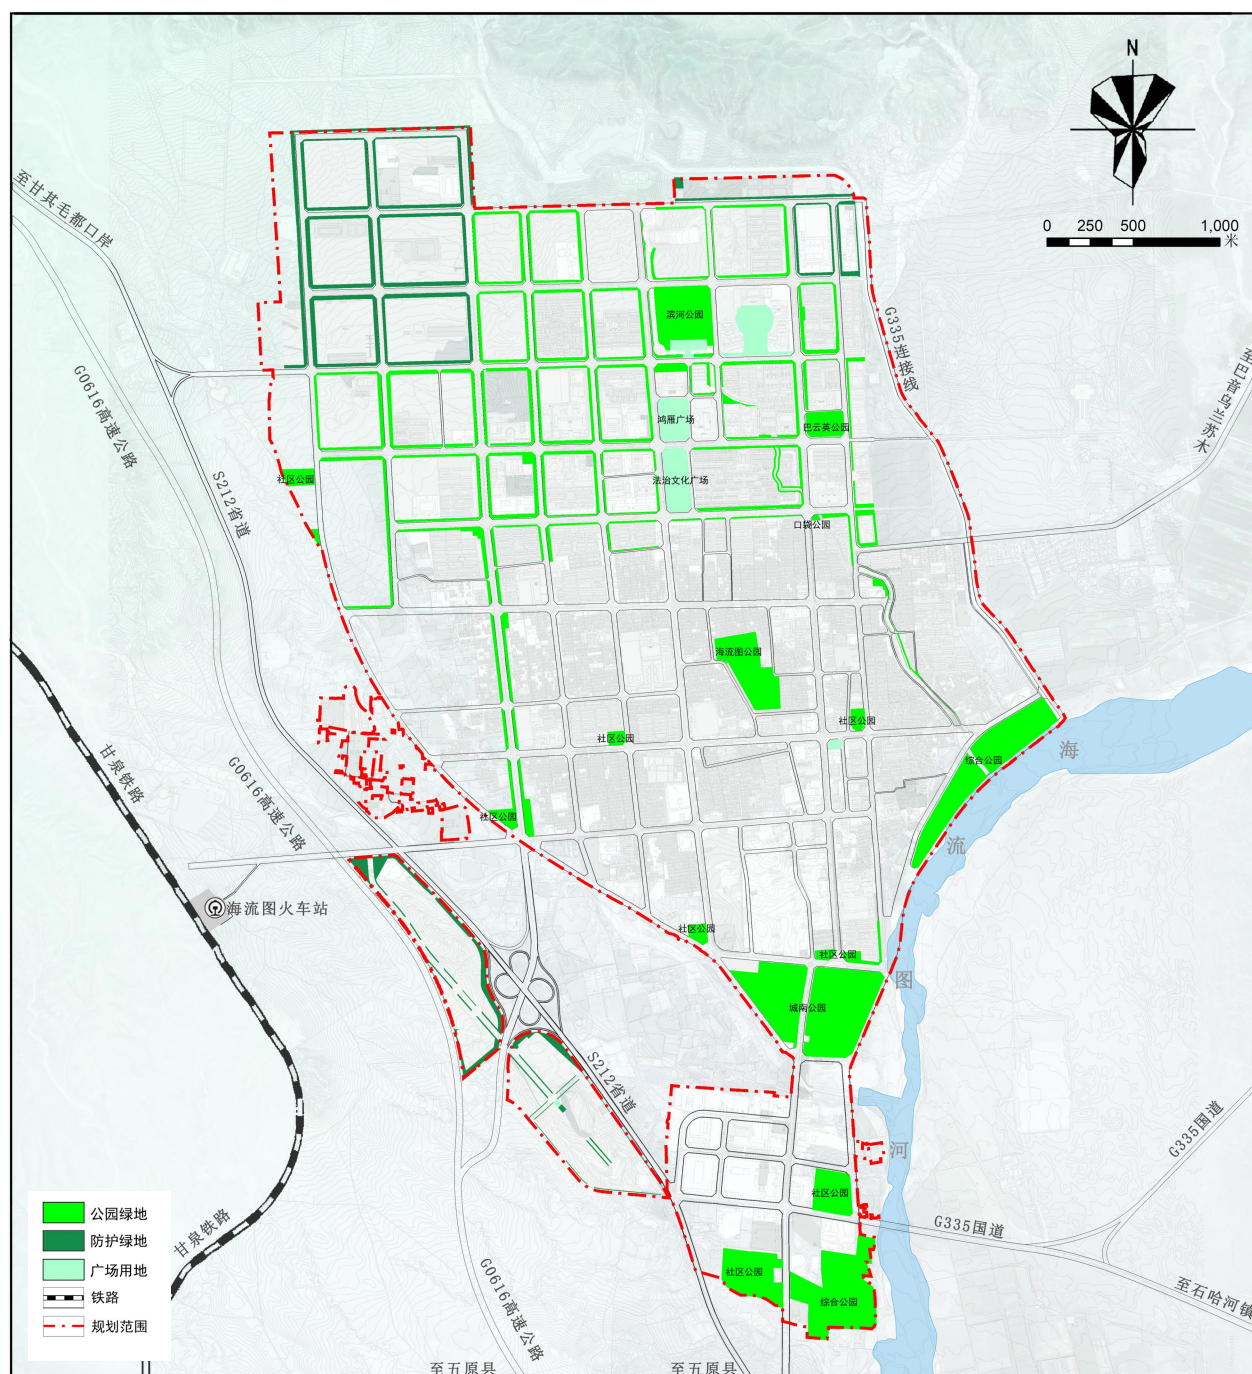 N
0 250 500 1,000
米
至甘其毛都口岸
G335连接线
至巴音乌兰苏木
G0616高速公路
S212省道
滨河公园
鸿雁广场
巴云英公园
社区公园
法治文化广场
口袋公园
海流图公园
社区公园
社区公园
综合公园
海
流
图
河
甘泉铁路
G0616高速公路
社区公园
海流图火车站
社区公园
社区公园
城南公园
S212省道
G335国道
社区公园
G335国道
社区公园
综合公园
至石哈河镇
甘泉铁路
G0616高速公路
至五原县
至五原县
公园绿地
防护绿地
广场用地
铁路
规划范围